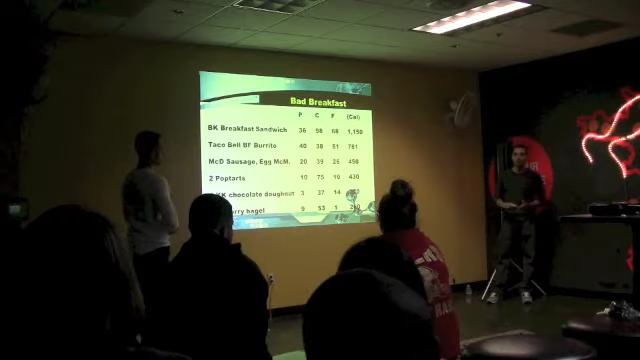 Bad Breakfast
P C F (Cal)
BK Breakfast Sandwich 36 98 68 1,150
Taco Bell BF Burrito 40 38 51 781
McD Sausage, Egg McM. 20 39 26 450
2 Poptarts 10 75 10 430
KK chocolate doughnut 3 37 14
bagel 9 53 1